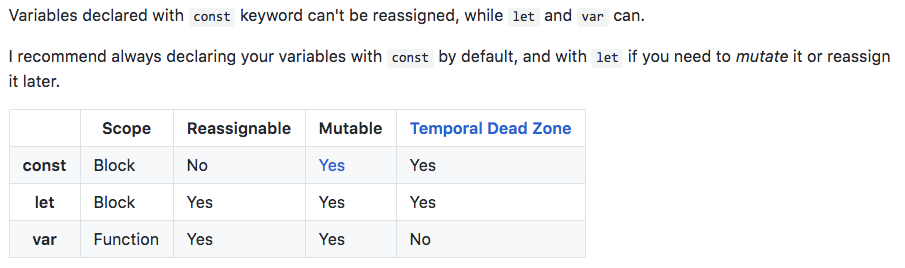 Variables declared with const keyword can't be reassigned, while let and var can.
I recommend always declaring your variables with const by default, and with let if you need to mutate it or reassign
it later.
Scope Reassignable Mutable Temporal Dead Zone
const Block No Yes Yes
let Block Yes Yes Yes
var Function Yes Yes No